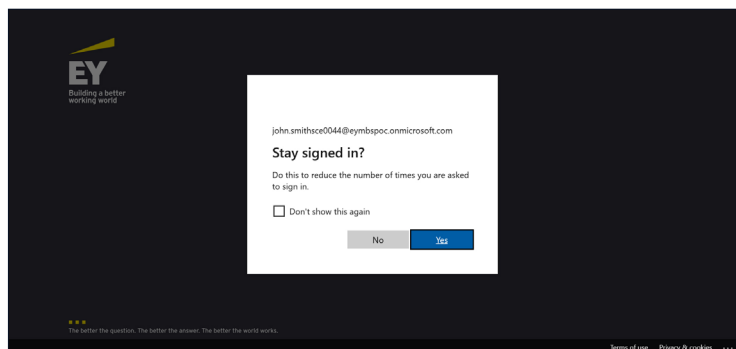 EY
Building a better
working world
john.smithsce0044@eymbspoc.onmicrosoft.com
Stay signed in?
Do this to reduce the number of times you are asked
to sign in.
Don't show this again
No
Yes
The better the question. The better the answer. The better the world works.
Terms of use Privacy & cookies ...